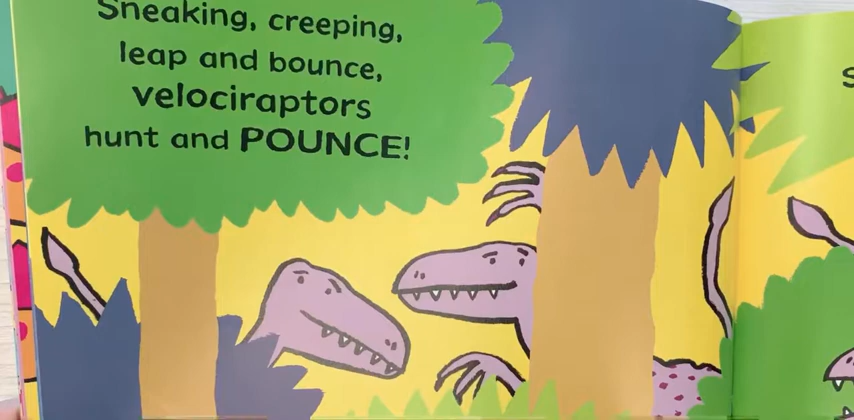 Sneaking, creeping,
leap and bounce,
velociraptors
hunt and POUNCE!